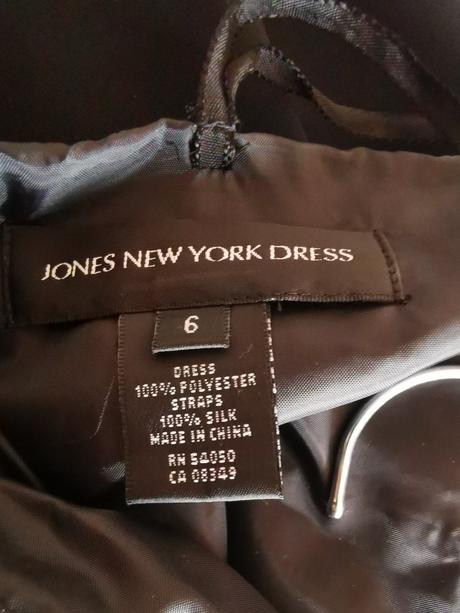 JONES NEW YORK DRESS
6
DRESS
100% POLYESTER
STRAPS
100% SILK
MADE IN CHINA
RN 54050
CA 08349